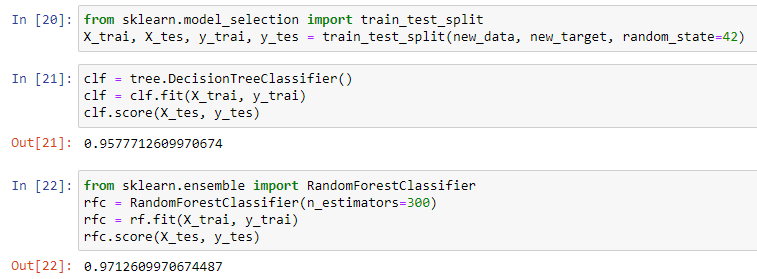 In [20]: from sklearn.model_selection import train_test_split
X_trai, X_tes, y_trai, y_tes = train_test_split(new_data, new_target, random_state=42)
In [21]: clf = tree.DecisionTreeClassifier()
clf = clf.fit(X_trai, y_trai)
clf.score(X_tes, y_tes)
Out[21]: 0.9577712609970674
In [22]: from sklearn.ensemble import RandomForestClassifier
rfc = RandomForestClassifier(n_estimators=300)
rfc = rf.fit(X_trai, y_trai)
rfc.score(X_tes, y_tes)
Out[22]: 0.9712609970674487